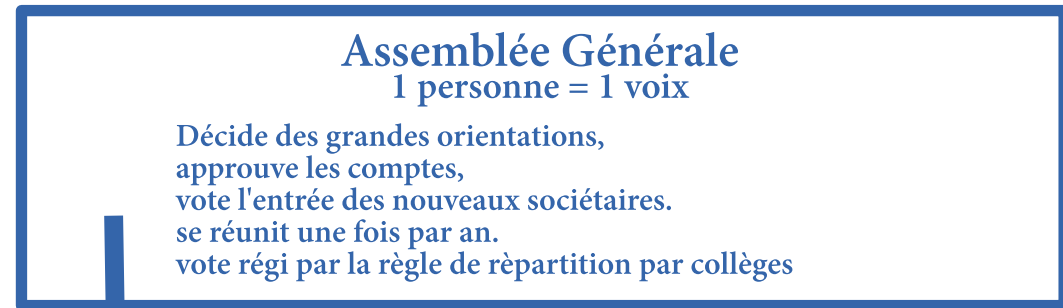 Assemblée Générale
1 personne = 1 voix
Décide des grandes orientations,
approuve les comptes,
vote l'entrée des nouveaux sociétaires.
se réunit une fois par an.
vote régi par la règle de rèpartition par collèges